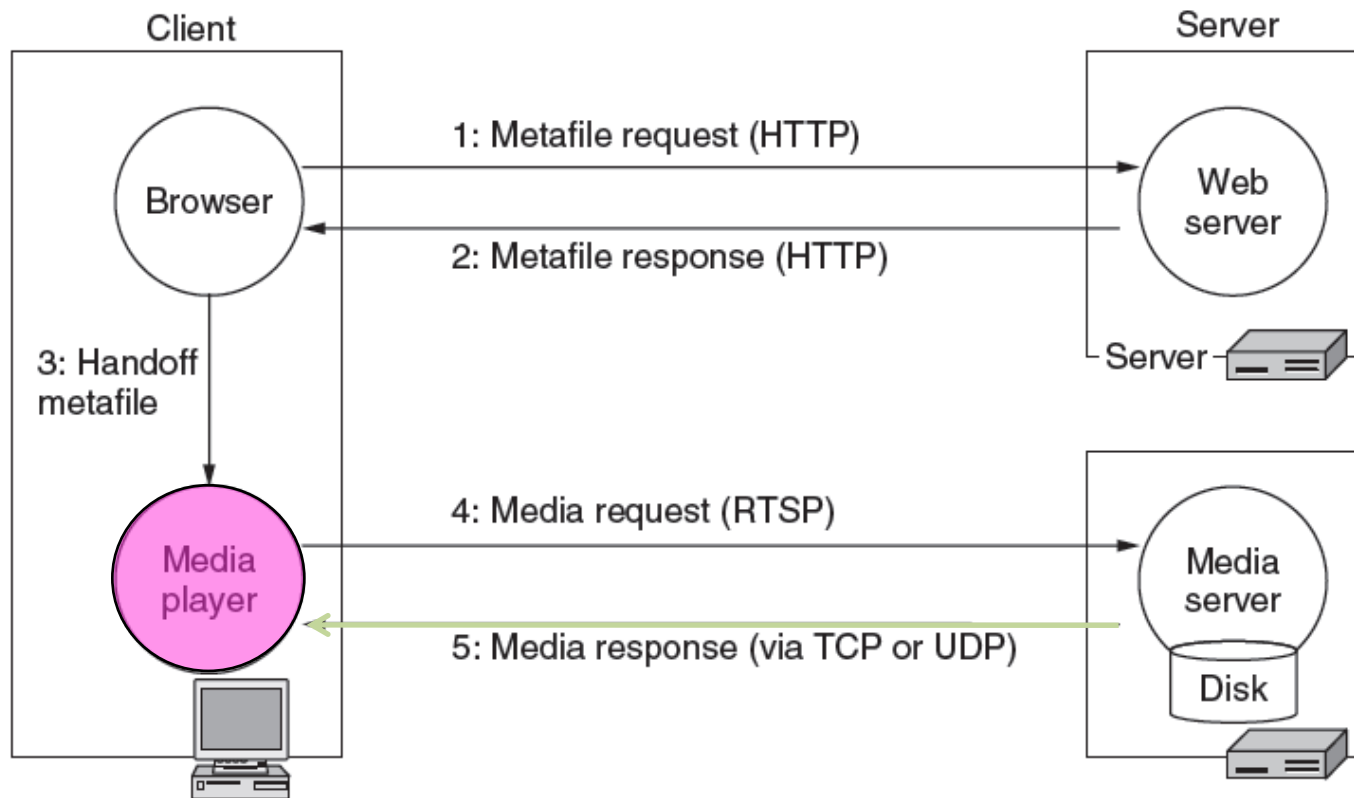 Client
Server
1: Metafile request (HTTP)
Browser
Web
server
2: Metafile response (HTTP)
3: Handoff
metafile
Server
4: Media request (RTSP)
Media
player
Media
server
5: Media response (via TCP or UDP)
Disk